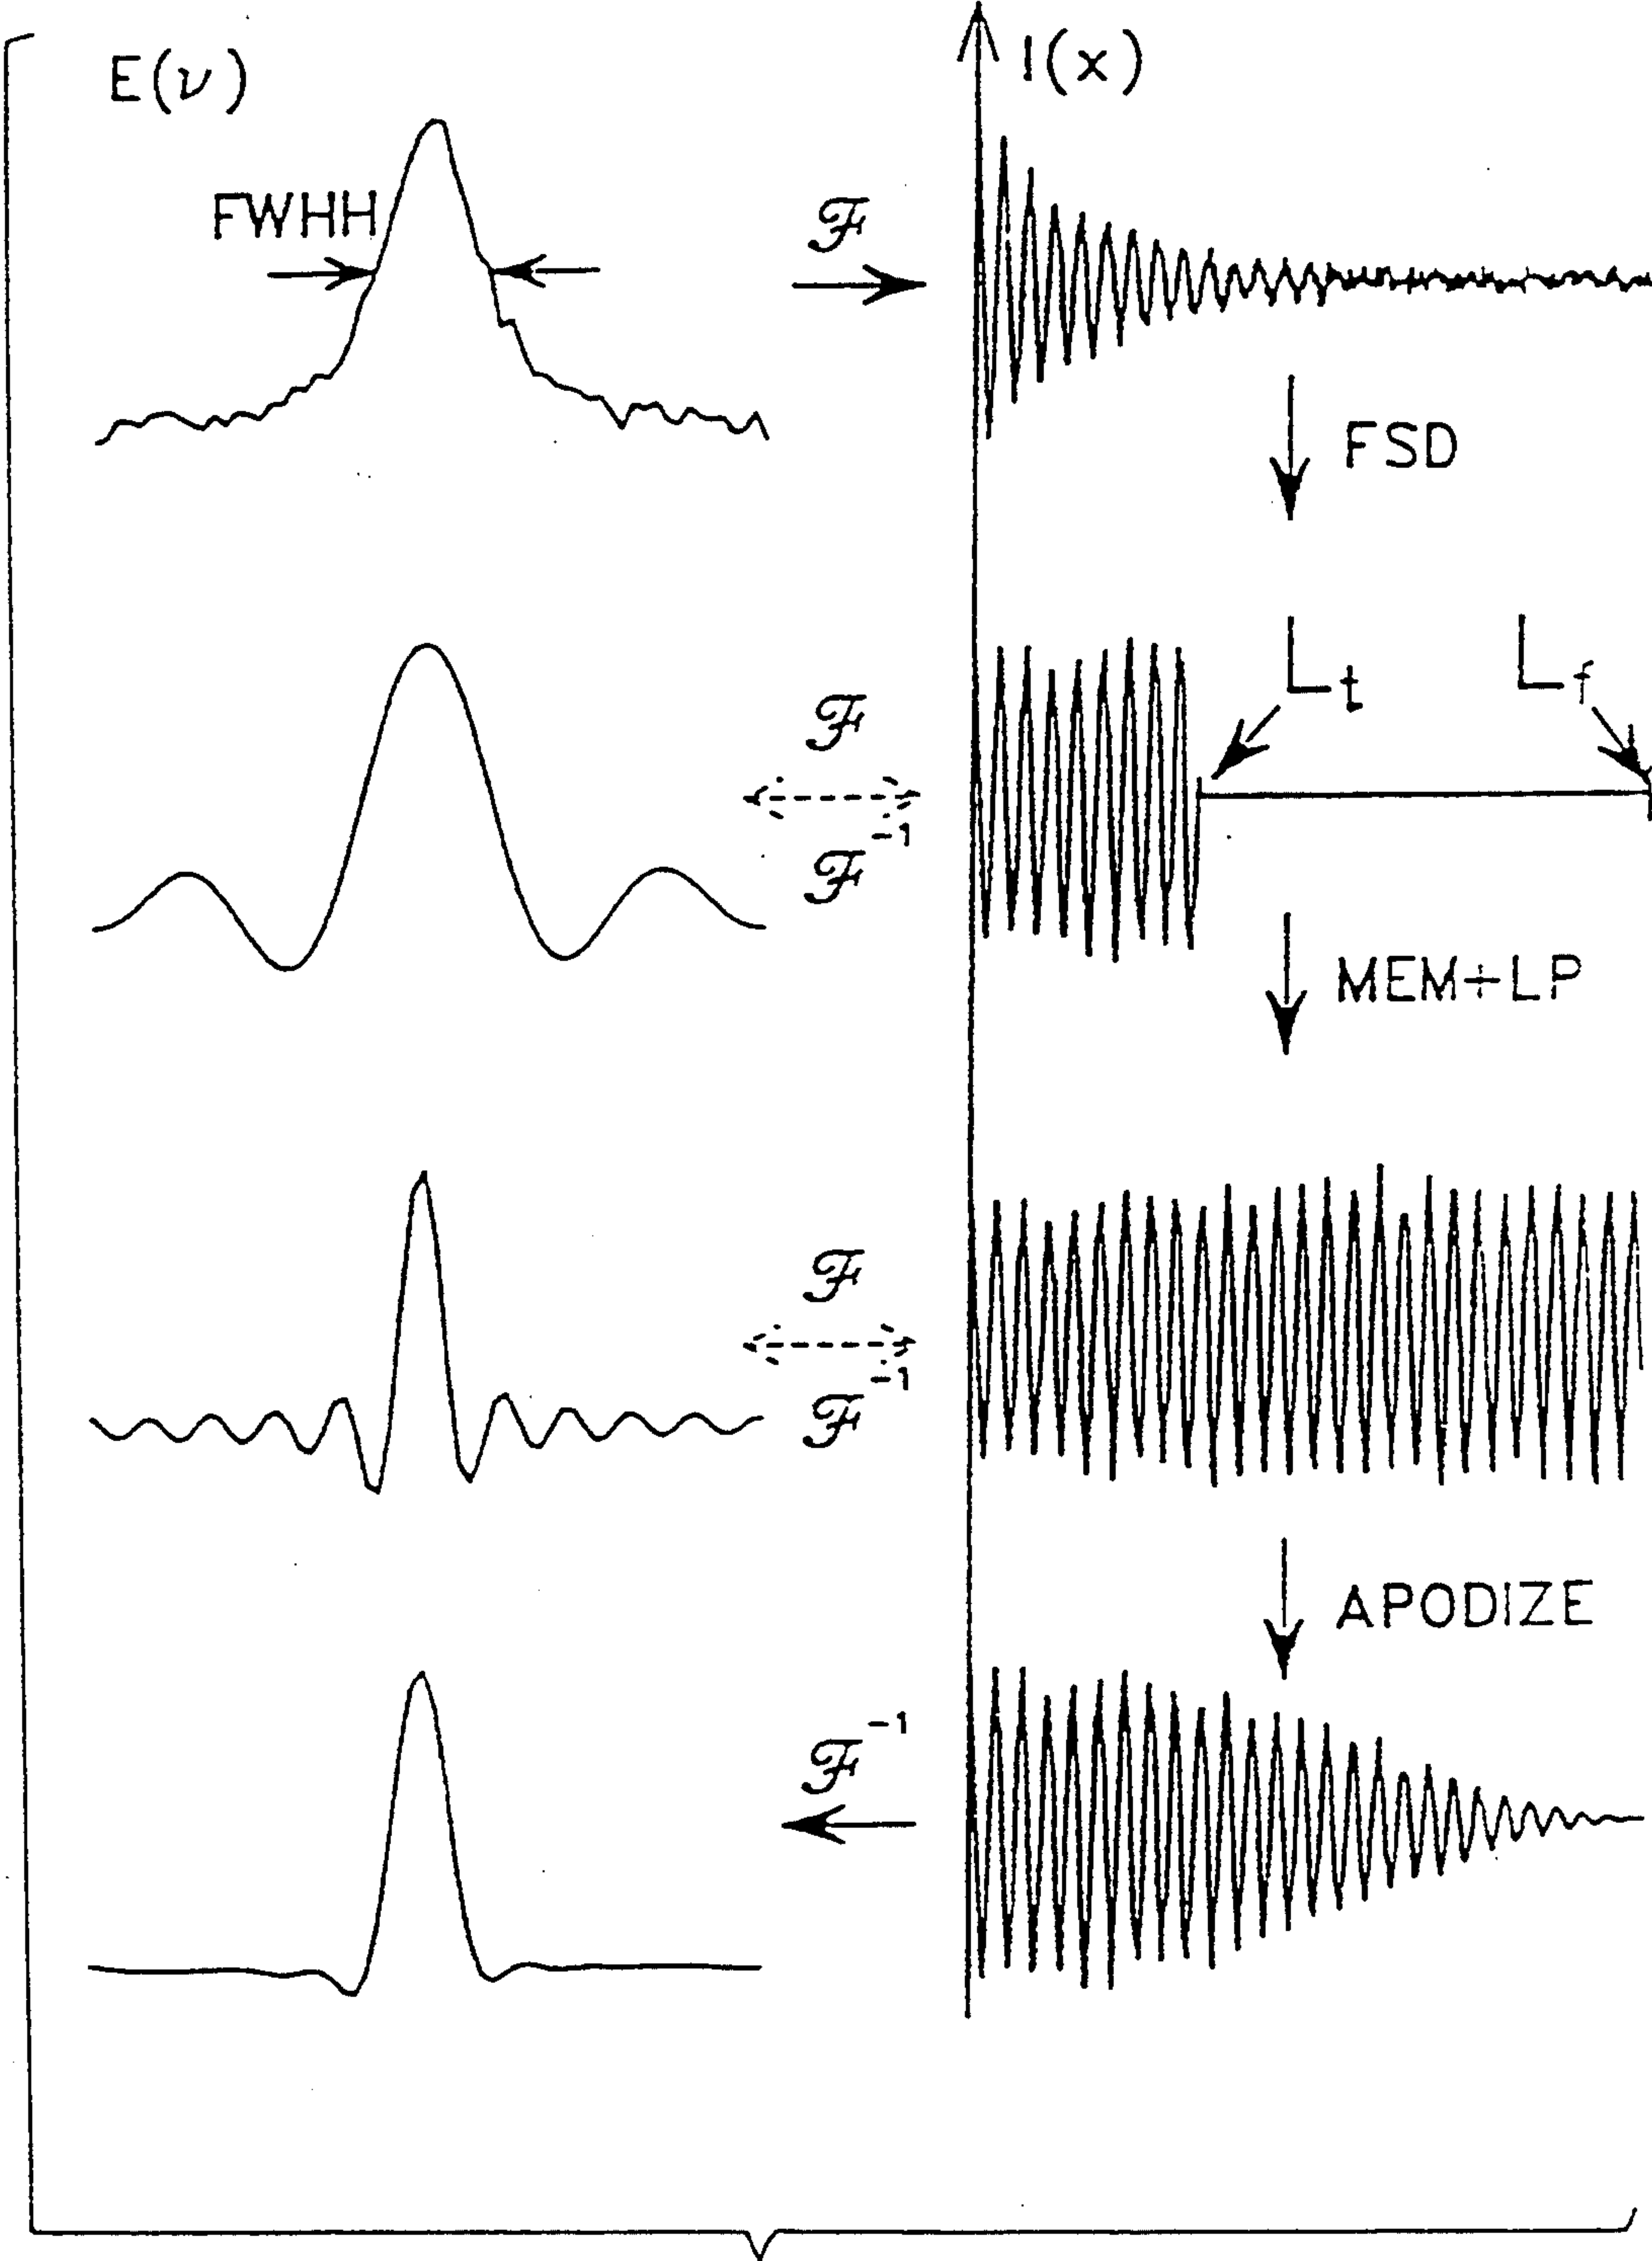 E(ν)
I(x)
FWHH
ℱ
FSD
L_t
L_f
ℱ
ℱ⁻¹
MEM+LP
ℱ
ℱ⁻¹
APODIZE
ℱ⁻¹